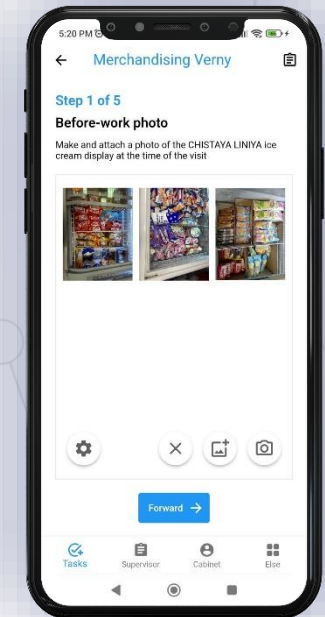 5:20 PM
Merchandising Verny
Step 1 of 5
Before-work photo
Make and attach a photo of the CHISTAYA LINIYA ice
cream display at the time of the visit
Forward
Tasks
Supervisor
Cabinet
Else